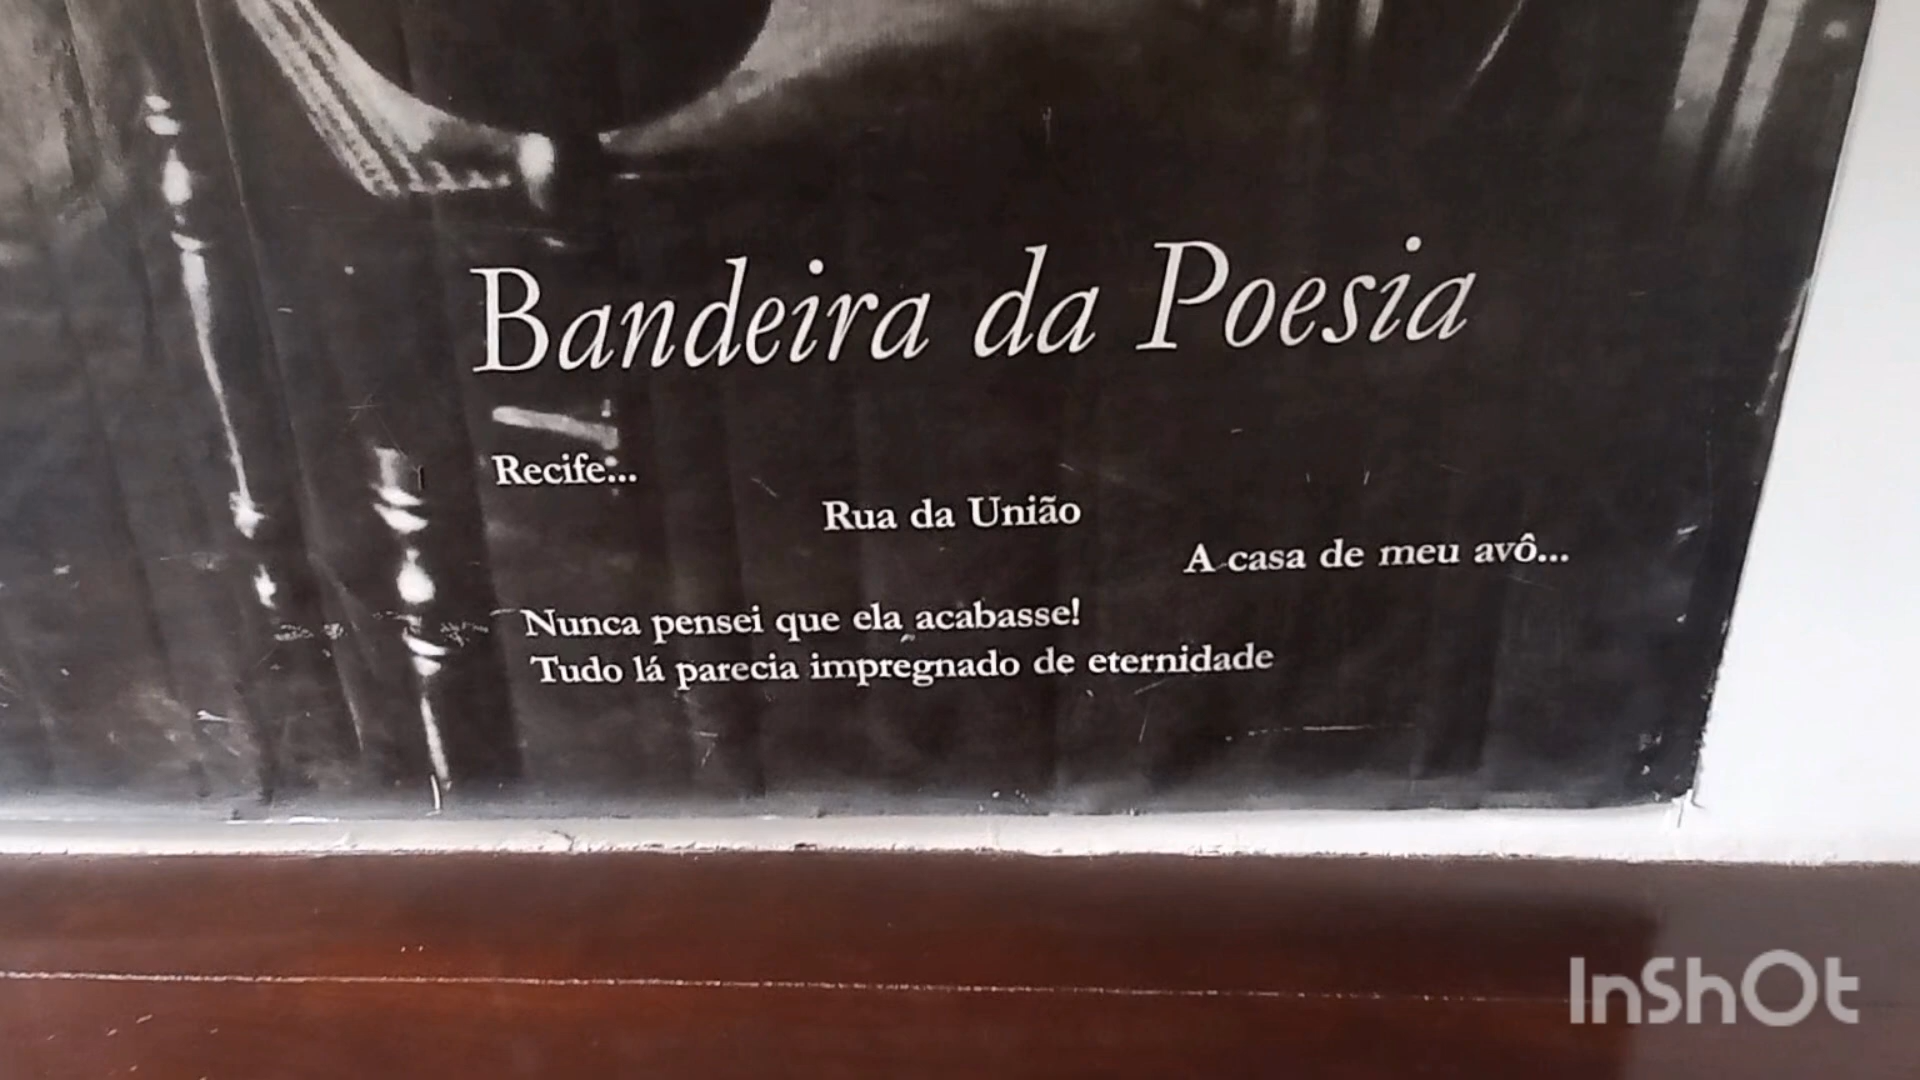 Bandeira da Poesia
Recife...
Rua da União
A casa de meu avô...
Nunca pensei que ela acabasse!
Tudo lá parecia impregnado de eternidade
InShOt